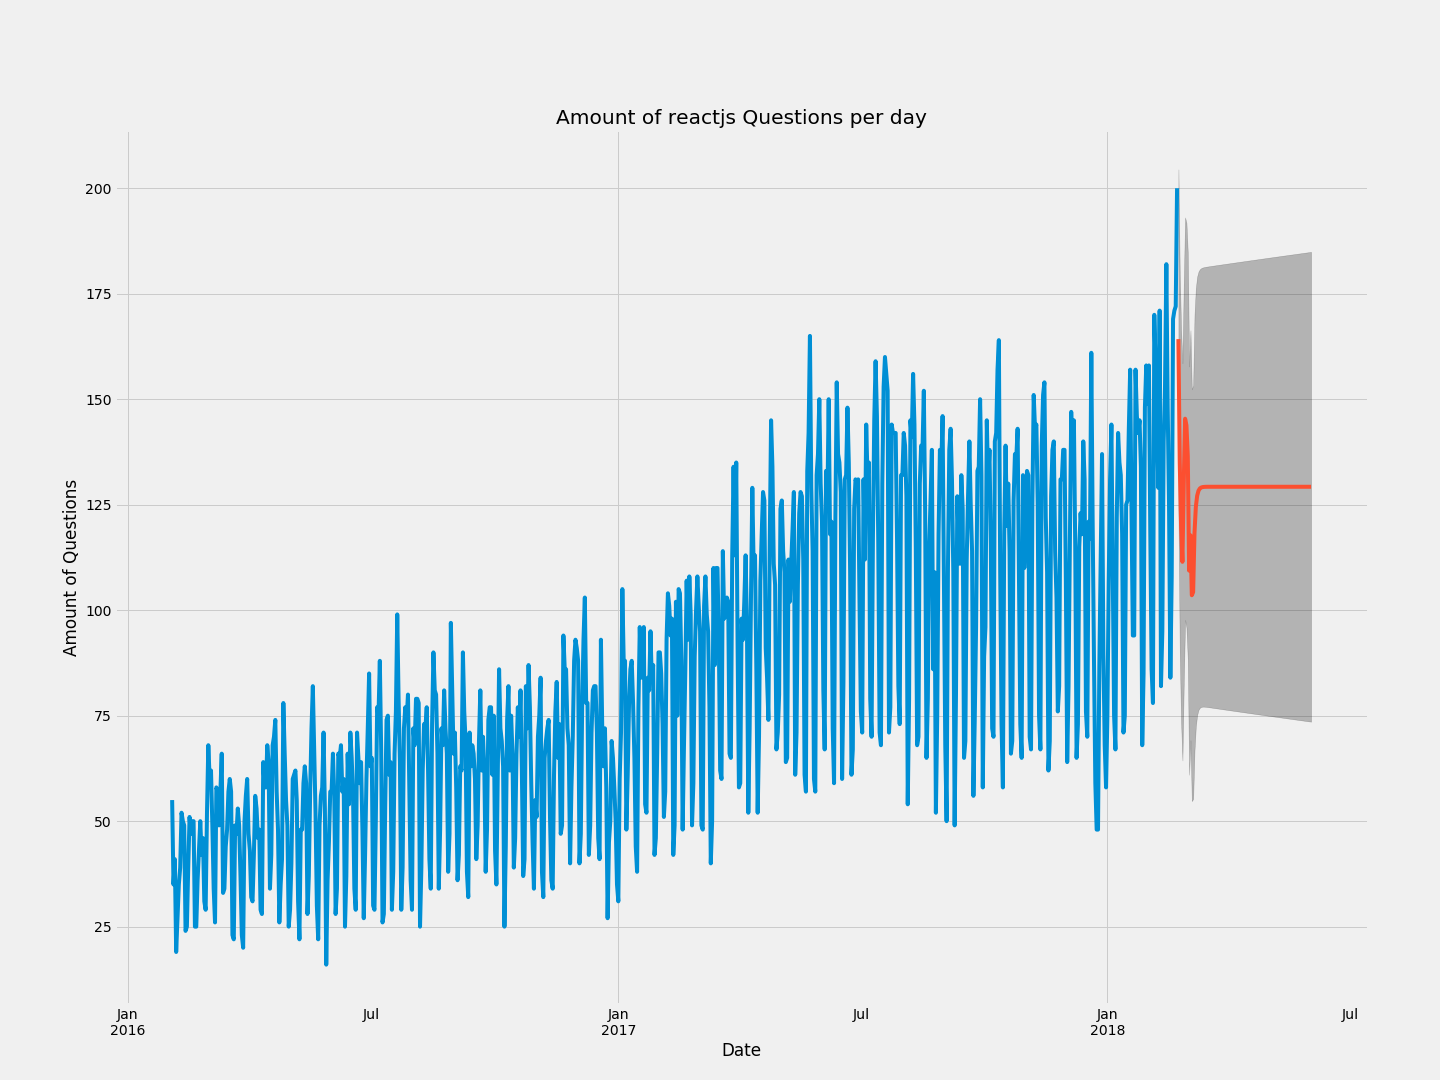 Amount of reactjs Questions per day
200
175
150
125
100
75
50
25
Amount of Questions
Jan
2016
Jul
Jan
2017
Jul
Jan
2018
Jul
Date